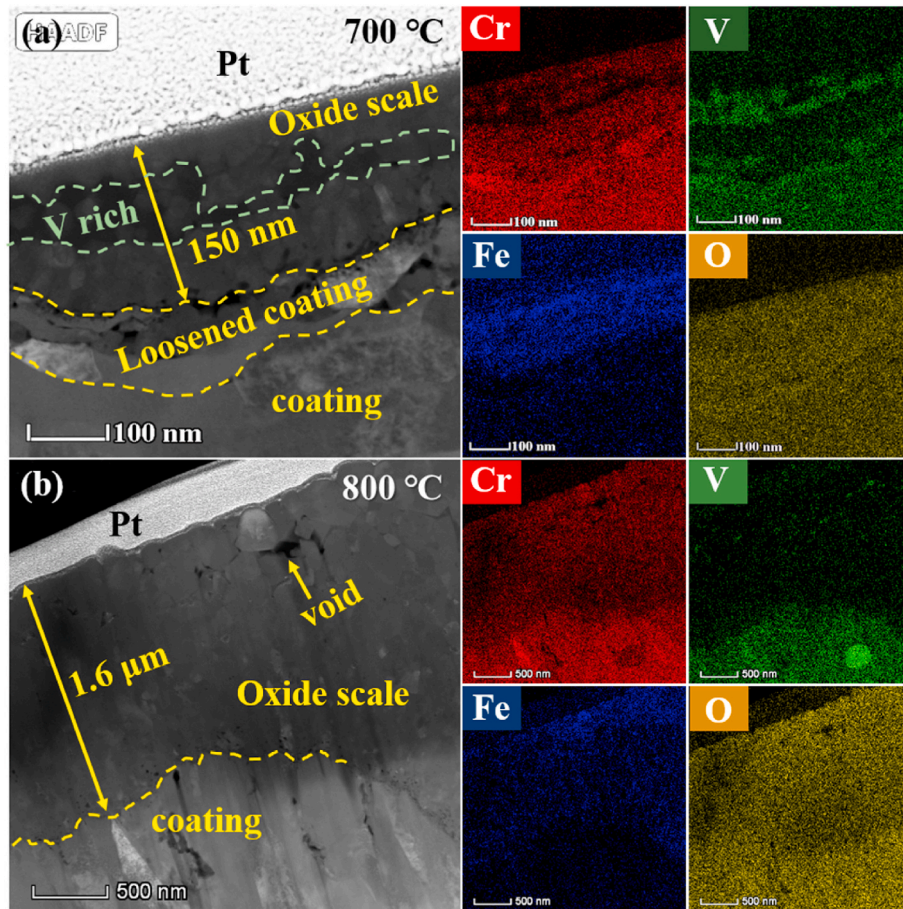 HAADF
(a)
700 °C
Pt
Oxide scale
V rich
150 nm
Loosened coating
coating
100 nm
Cr
100 nm
V
100 nm
Fe
100 nm
O
100 nm
(b)
800 °C
Pt
void
1.6 μm
Oxide scale
coating
500 nm
Cr
500 nm
V
500 nm
Fe
500 nm
O
500 nm